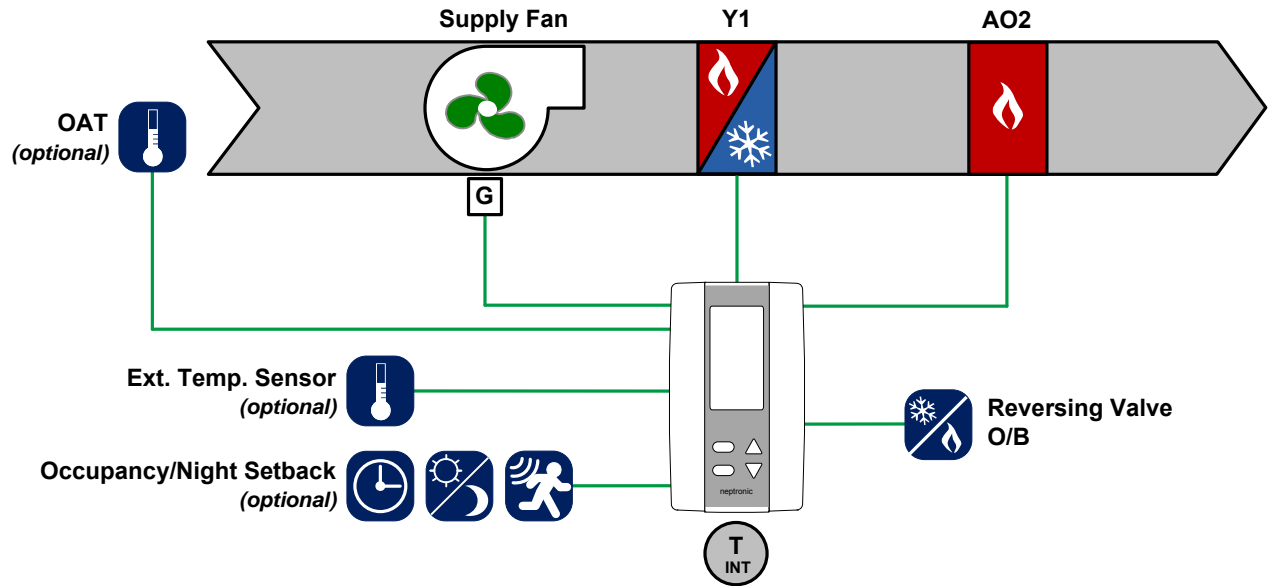 Supply Fan
Y1
AO2
OAT
(optional)
G
Ext. Temp. Sensor
(optional)
Reversing Valve
O/B
Occupancy/Night Setback
(optional)
neptronic
T
INT